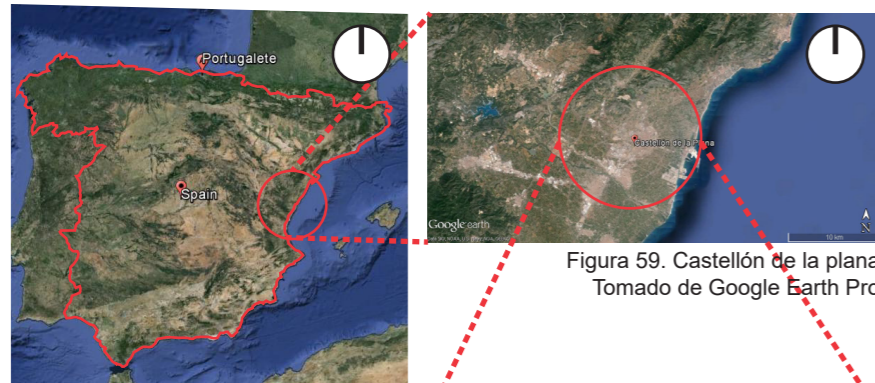 Portugalete
Spain
Castellón de la Plana
Google earth
N
10 km
Figura 59. Castellón de la plana
Tomado de Google Earth Pro